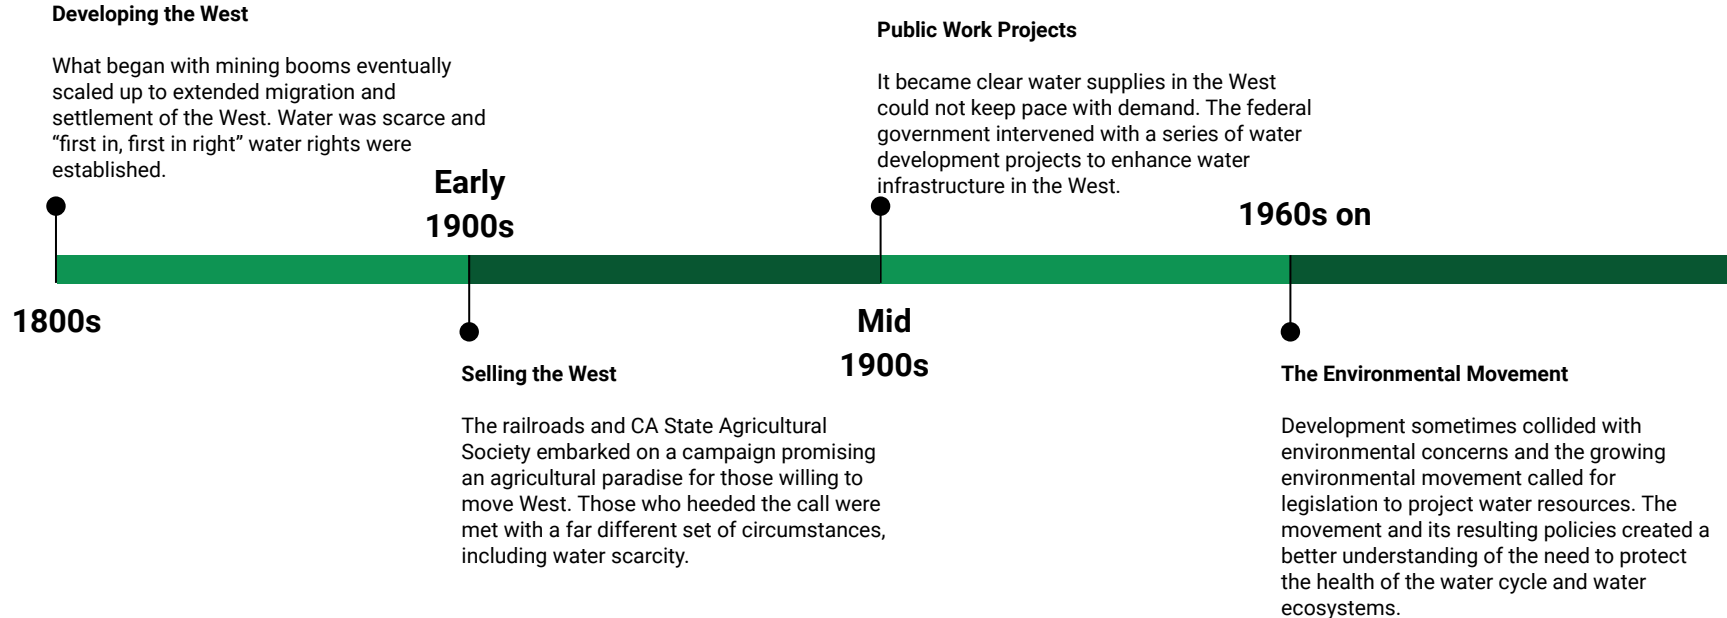 Developing the West
What began with mining booms eventually
scaled up to extended migration and
settlement of the West. Water was scarce and
“first in, first in right” water rights were
established.
1800s
Early
1900s
Selling the West
The railroads and CA State Agricultural
Society embarked on a campaign promising
an agricultural paradise for those willing to
move West. Those who heeded the call were
met with a far different set of circumstances,
including water scarcity.
Public Work Projects
It became clear water supplies in the West
could not keep pace with demand. The federal
government intervened with a series of water
development projects to enhance water
infrastructure in the West.
Mid
1900s
1960s on
The Environmental Movement
Development sometimes collided with
environmental concerns and the growing
environmental movement called for
legislation to project water resources. The
movement and its resulting policies created a
better understanding of the need to protect
the health of the water cycle and water
ecosystems.